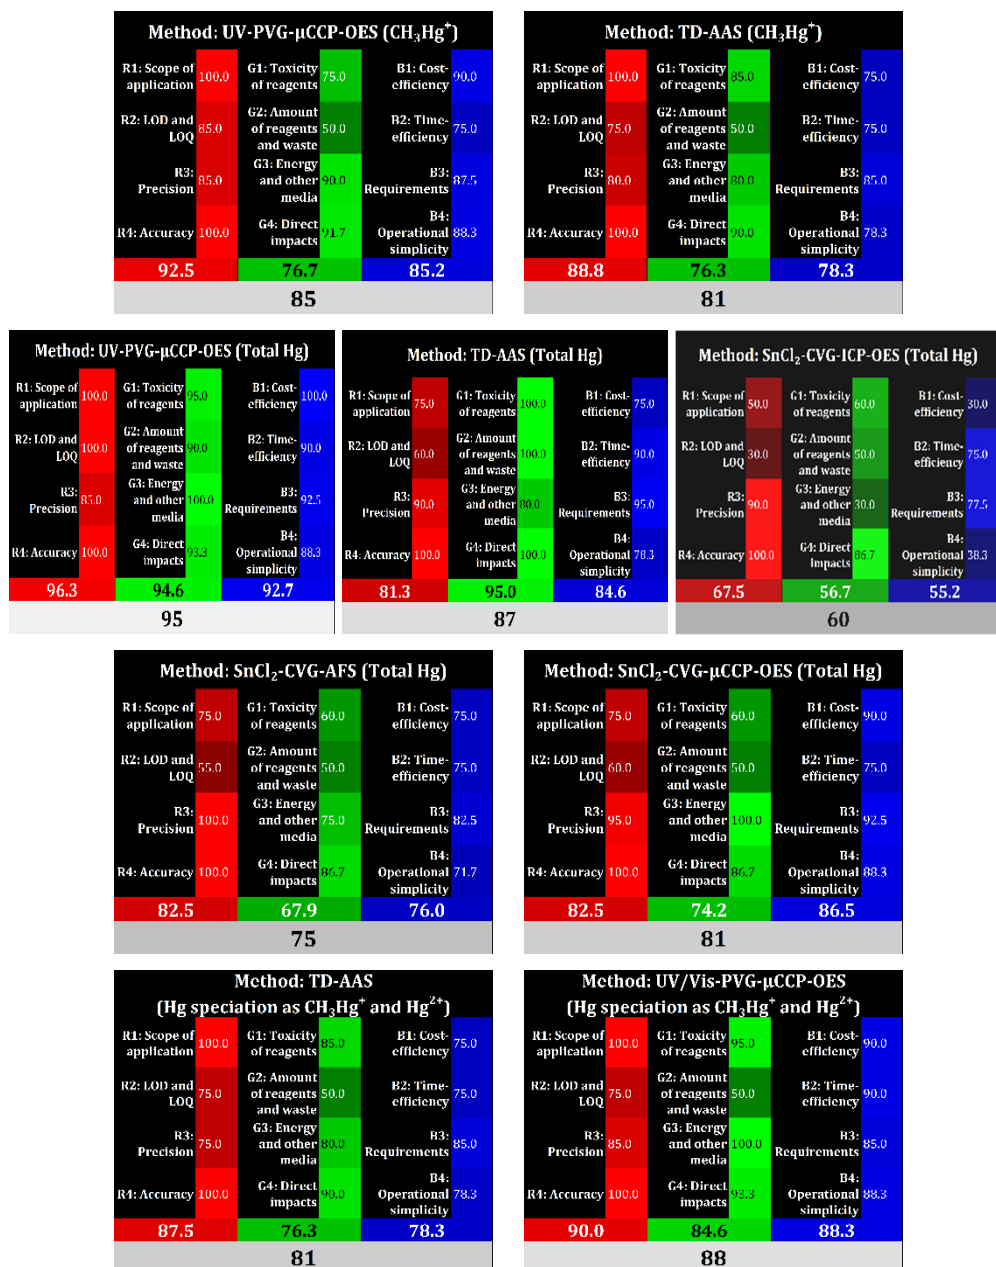 Method: UV-PVG-µCCP-OES (CH₃Hg⁺)
R1: Scope of application 100.0 G1: Toxicity of reagents 75.0 B1: Cost-efficiency 90.0
R2: LOD and LOQ 85.0 G2: Amount of reagents and waste 50.0 B2: Time-efficiency 75.0
R3: Precision 85.0 G3: Energy and other media 90.0 B3: Requirements 87.5
R4: Accuracy 100.0 G4: Direct impacts 91.7 B4: Operational simplicity 88.3
92.5 76.7 85.2
85
Method: TD-AAS (CH₃Hg⁺)
R1: Scope of application 100.0 G1: Toxicity of reagents 85.0 B1: Cost-efficiency 75.0
R2: LOD and LOQ 75.0 G2: Amount of reagents and waste 50.0 B2: Time-efficiency 75.0
R3: Precision 80.0 G3: Energy and other media 80.0 B3: Requirements 85.0
R4: Accuracy 100.0 G4: Direct impacts 90.0 B4: Operational simplicity 78.3
88.8 76.3 78.3
81
Method: UV-PVG-µCCP-OES (Total Hg)
R1: Scope of application 100.0 G1: Toxicity of reagents 95.0 B1: Cost-efficiency 100.0
R2: LOD and LOQ 100.0 G2: Amount of reagents and waste 90.0 B2: Time-efficiency 90.0
R3: Precision 85.0 G3: Energy and other media 100.0 B3: Requirements 92.5
R4: Accuracy 100.0 G4: Direct impacts 93.3 B4: Operational simplicity 88.3
96.3 94.6 92.7
95
Method: TD-AAS (Total Hg)
R1: Scope of application 75.0 G1: Toxicity of reagents 100.0 B1: Cost-efficiency 75.0
R2: LOD and LOQ 60.0 G2: Amount of reagents and waste 100.0 B2: Time-efficiency 90.0
R3: Precision 90.0 G3: Energy and other media 80.0 B3: Requirements 95.0
R4: Accuracy 100.0 G4: Direct impacts 100.0 B4: Operational simplicity 78.3
81.3 95.0 84.6
87
Method: SnCl₂-CVG-ICP-OES (Total Hg)
R1: Scope of application 50.0 G1: Toxicity of reagents 60.0 B1: Cost-efficiency 30.0
R2: LOD and LOQ 30.0 G2: Amount of reagents and waste 50.0 B2: Time-efficiency 75.0
R3: Precision 90.0 G3: Energy and other media 30.0 B3: Requirements 77.5
R4: Accuracy 100.0 G4: Direct impacts 86.7 B4: Operational simplicity 38.3
67.5 56.7 55.2
60
Method: SnCl₂-CVG-AFS (Total Hg)
R1: Scope of application 75.0 G1: Toxicity of reagents 60.0 B1: Cost-efficiency 75.0
R2: LOD and LOQ 55.0 G2: Amount of reagents and waste 50.0 B2: Time-efficiency 75.0
R3: Precision 100.0 G3: Energy and other media 75.0 B3: Requirements 82.5
R4: Accuracy 100.0 G4: Direct impacts 86.7 B4: Operational simplicity 71.7
82.5 67.9 76.0
75
Method: SnCl₂-CVG-µCCP-OES (Total Hg)
R1: Scope of application 75.0 G1: Toxicity of reagents 60.0 B1: Cost-efficiency 90.0
R2: LOD and LOQ 60.0 G2: Amount of reagents and waste 50.0 B2: Time-efficiency 75.0
R3: Precision 95.0 G3: Energy and other media 100.0 B3: Requirements 92.5
R4: Accuracy 100.0 G4: Direct impacts 86.7 B4: Operational simplicity 88.3
82.5 74.2 86.5
81
Method: TD-AAS
(Hg speciation as CH₃Hg⁺ and Hg²⁺)
R1: Scope of application 100.0 G1: Toxicity of reagents 85.0 B1: Cost-efficiency 75.0
R2: LOD and LOQ 75.0 G2: Amount of reagents and waste 50.0 B2: Time-efficiency 75.0
R3: Precision 75.0 G3: Energy and other media 80.0 B3: Requirements 85.0
R4: Accuracy 100.0 G4: Direct impacts 90.0 B4: Operational simplicity 78.3
87.5 76.3 78.3
81
Method: UV/Vis-PVG-µCCP-OES
(Hg speciation as CH₃Hg⁺ and Hg²⁺)
R1: Scope of application 100.0 G1: Toxicity of reagents 95.0 B1: Cost-efficiency 90.0
R2: LOD and LOQ 75.0 G2: Amount of reagents and waste 50.0 B2: Time-efficiency 90.0
R3: Precision 85.0 G3: Energy and other media 100.0 B3: Requirements 85.0
R4: Accuracy 100.0 G4: Direct impacts 93.3 B4: Operational simplicity 88.3
90.0 84.6 88.3
88